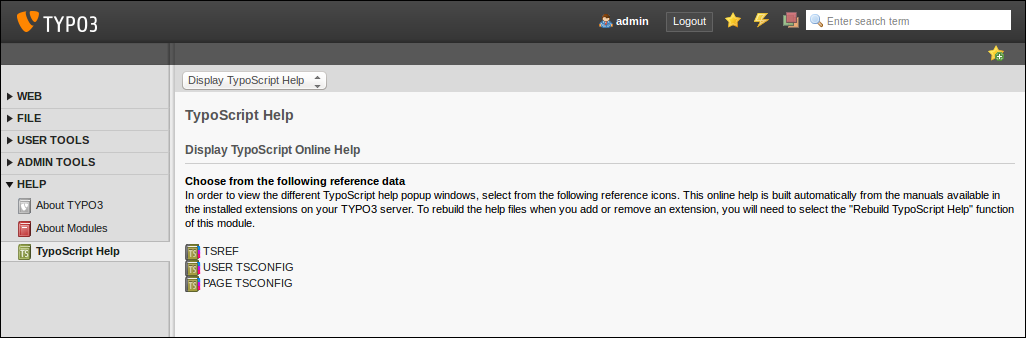 TYPO3
admin
Logout
Enter search term
Display TypoScript Help
WEB
FILE
USER TOOLS
ADMIN TOOLS
HELP
About TYPO3
About Modules
TypoScript Help
TypoScript Help
Display TypoScript Online Help
Choose from the following reference data
In order to view the different TypoScript help popup windows, select from the following reference icons. This online help is built automatically from the manuals available in
the installed extensions on your TYPO3 server. To rebuild the help files when you add or remove an extension, you will need to select the "Rebuild TypoScript Help" function
of this module.
TS TSREF
TS USER TSCONFIG
TS PAGE TSCONFIG